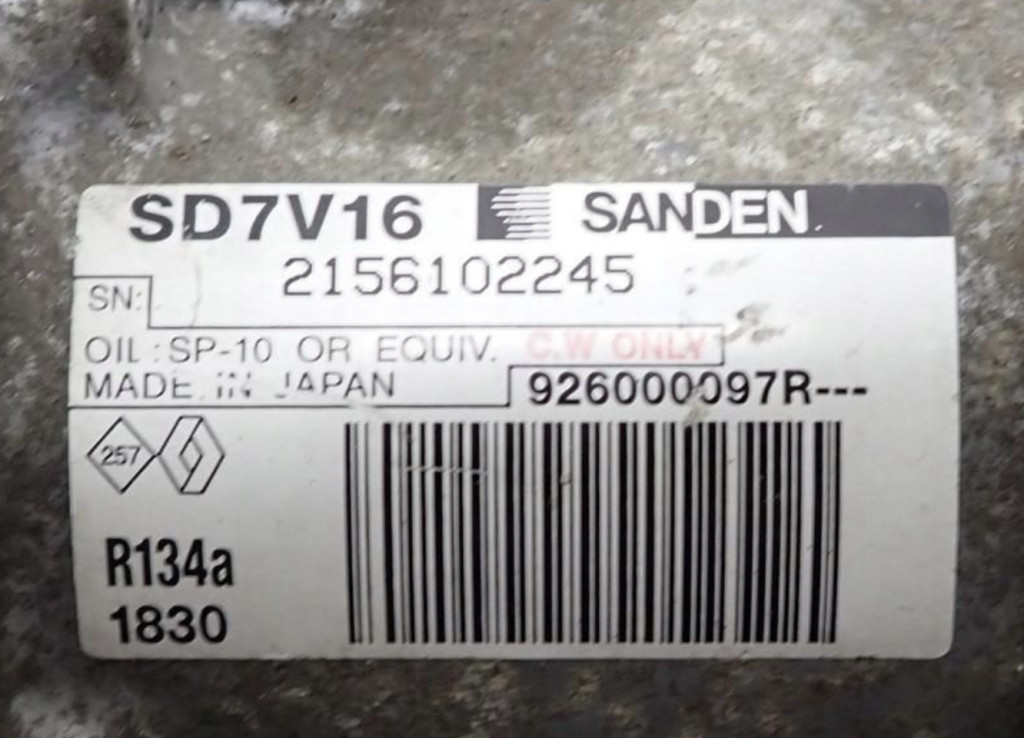 SD7V16 SANDEN
2156102245
SN:
OIL : SP-10 OR EQUIV. C.W ONLY
MADE IN JAPAN 926000097R---
257
R134a
1830